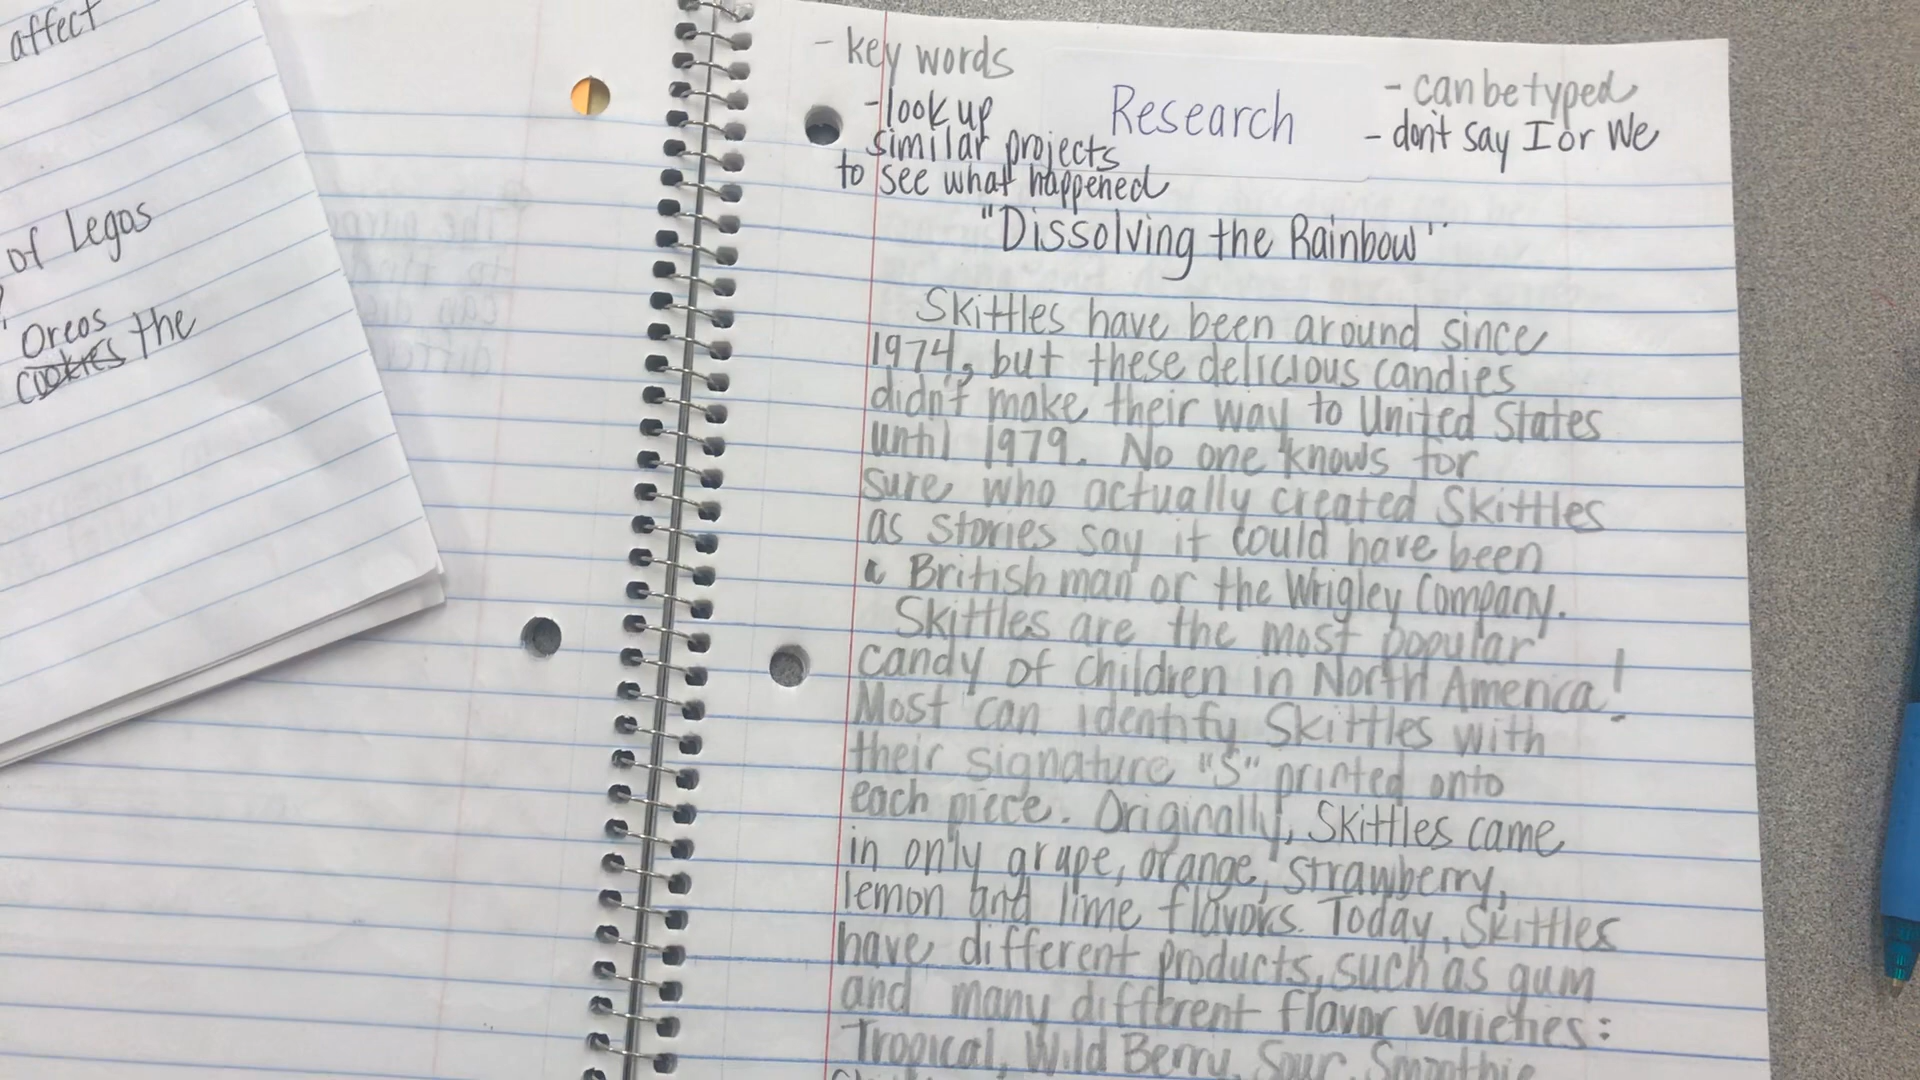 affect
of Legos
Oreos
cookies the
- key words
- look up
similar projects
to see what happened
Research
- can be typed
- don't say I or We
"Dissolving the Rainbow"
Skittles have been around since
1974, but these delicious candies
didn't make their way to United States
until 1979. No one knows for
sure who actually created Skittles
as stories say it could have been
a British man or the Wrigley Company.
Skittles are the most popular
candy of children in North America!
Most can identify Skittles with
their signature "S" printed onto
each piece. Originally, Skittles came
in only grape, orange, strawberry,
lemon and lime flavors. Today, Skittles
have different products, such as gum
and many different flavor varieties:
Tropical, Wild Berry, Sour, Smoothie